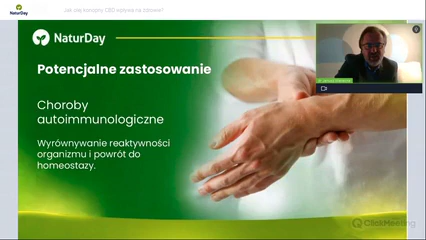 NaturDay
Jak olej konopny CBD wpływa na zdrowie?
NaturDay
Potencjalne zastosowanie
Choroby
autoimmunologiczne
Wyrównywanie reaktywności
organizmu i powrót do
homeostazy.
ClickMeeting